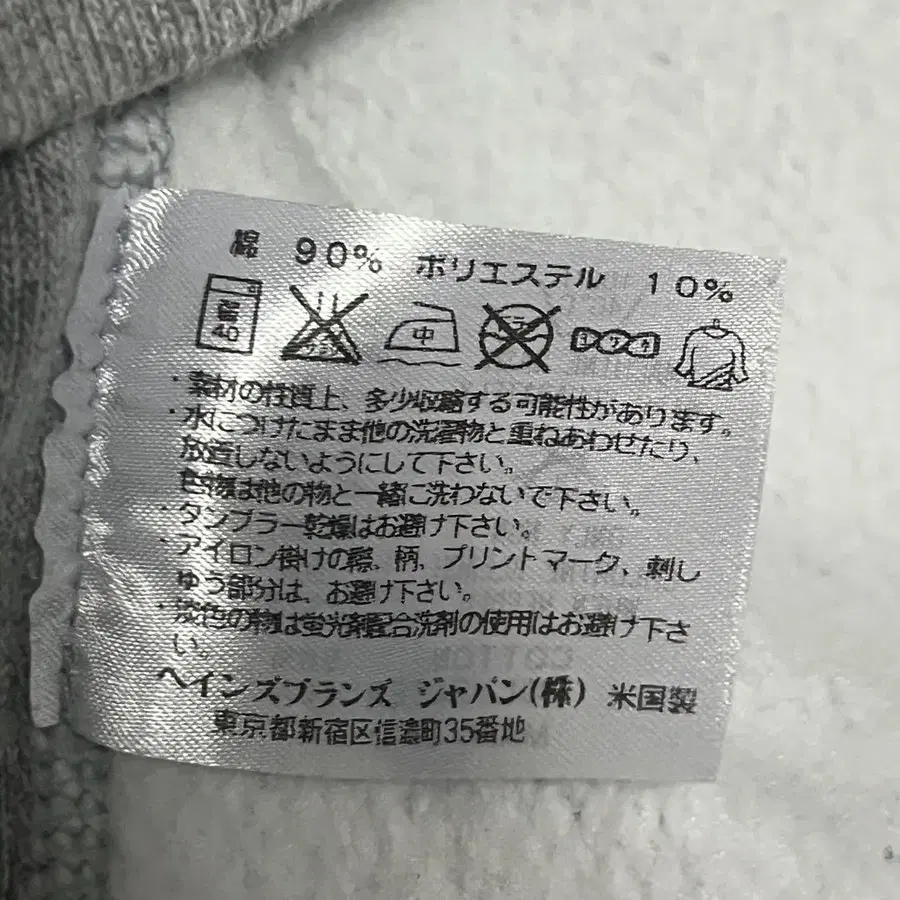 綿 90% ポリエステル 10%
40
中
・素材の性質上、多少収縮する可能性があります。
・水につけたまま他の洗濯物と重ねあわせたり、
放置しないようにして下さい。
色物は他の物と一緒に洗わないで下さい。
・タンブラー乾燥はお避け下さい。
・アイロン掛けの際、柄、プリントマーク、刺し
ゅう部分は、お避け下さい。
・淡色の物は蛍光剤配合洗剤の使用はお避け下さ
い。
ヘインズブランズ ジャパン(株) 米国製
東京都新宿区信濃町35番地
COTTON